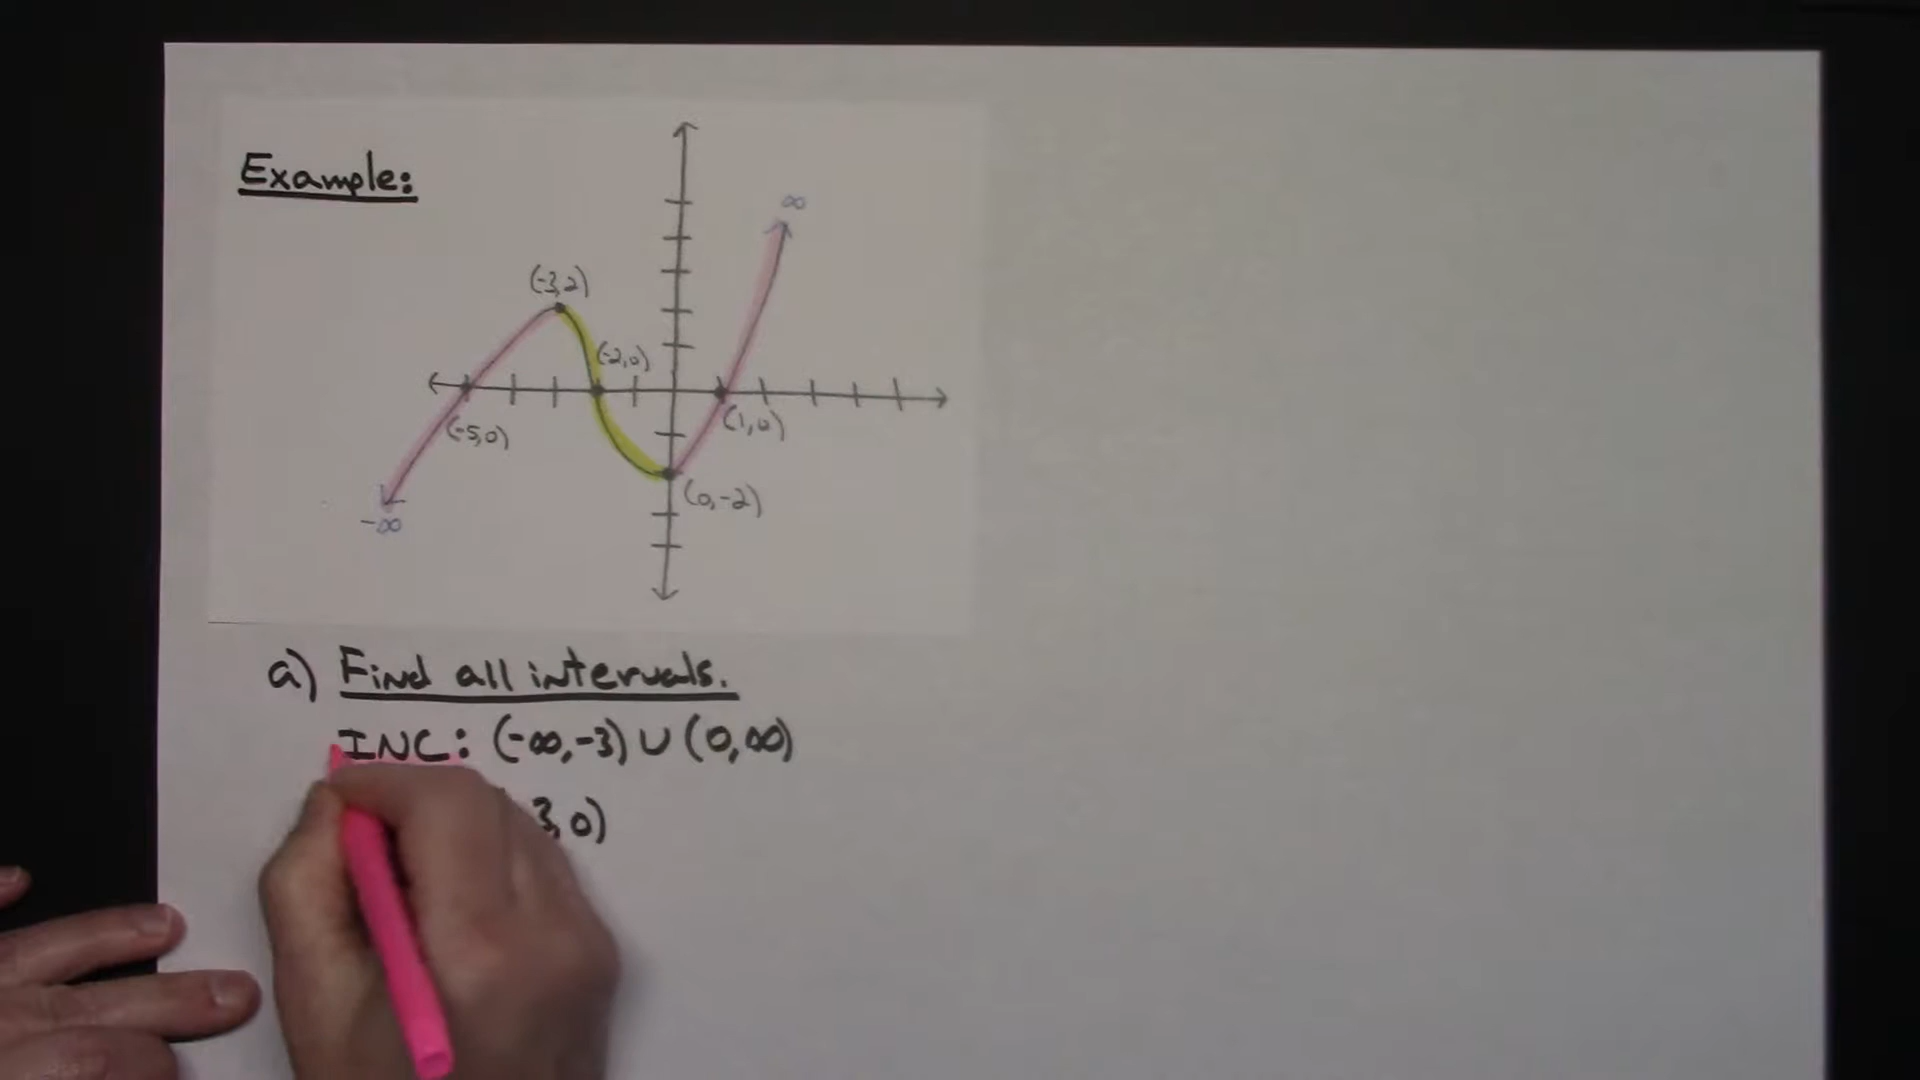 Example:
∞
(-3,2)
(-2,0)
(1,0)
(-5,0)
(0,-2)
-∞
a) Find all intervals.
INC: (-∞,-3) ∪ (0,∞)
3,0)